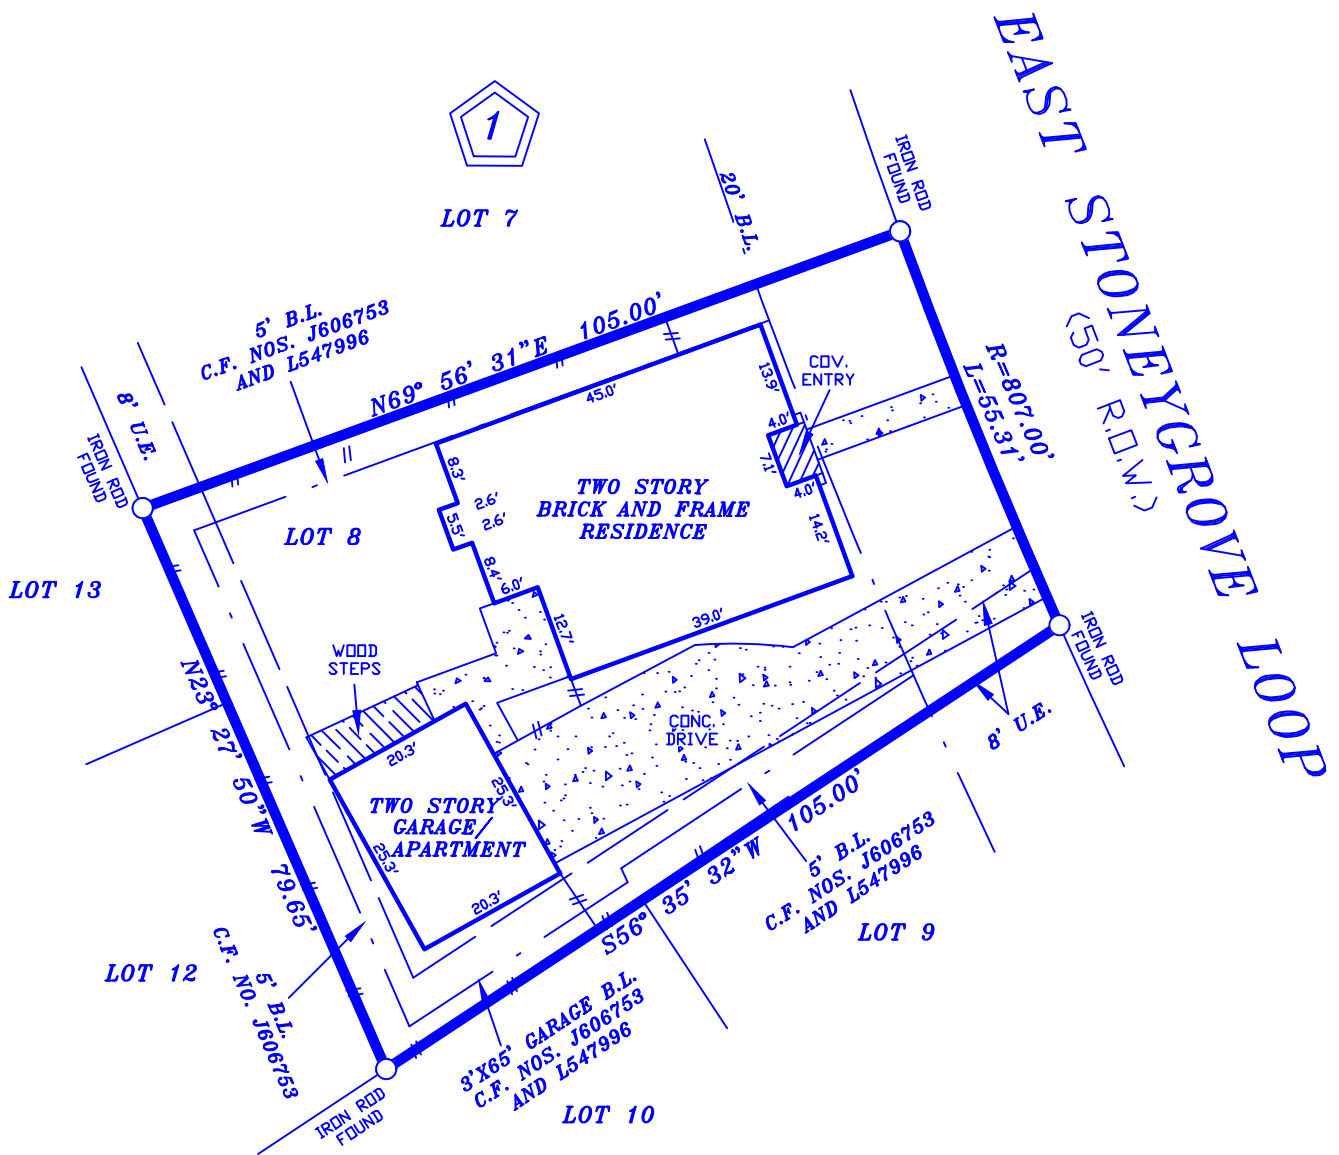 EAST STONEYGROVE LOOP
(50' R.O.W.)
1
LOT 7
20' B.L.
IRON ROD
FOUND
5' B.L.
C.F. NOS. J606753
AND L547996
N69° 56' 31"E 105.00'
R=807.00'
L=55.31'
8' U.E.
IRON ROD
FOUND
45.0'
13.9'
COV.
ENTRY
4.0'
7.1'
4.0'
14.2'
8.3'
2.6'
5.5'
2.6'
8.4'
6.0'
12.7'
39.0'
TWO STORY
BRICK AND FRAME
RESIDENCE
LOT 8
LOT 13
WOOD
STEPS
N23° 27' 50"W 79.65'
CONC.
DRIVE
IRON ROD
FOUND
8' U.E.
20.3'
25.3'
TWO STORY
GARAGE/
APARTMENT
25.3'
20.3'
S56° 35' 32"W 105.00'
5' B.L.
C.F. NOS. J606753
AND L547996
LOT 9
LOT 12
5' B.L.
C.F. NO. J606753
3'X65' GARAGE B.L.
C.F. NOS. J606753
AND L547996
IRON ROD
FOUND
LOT 10